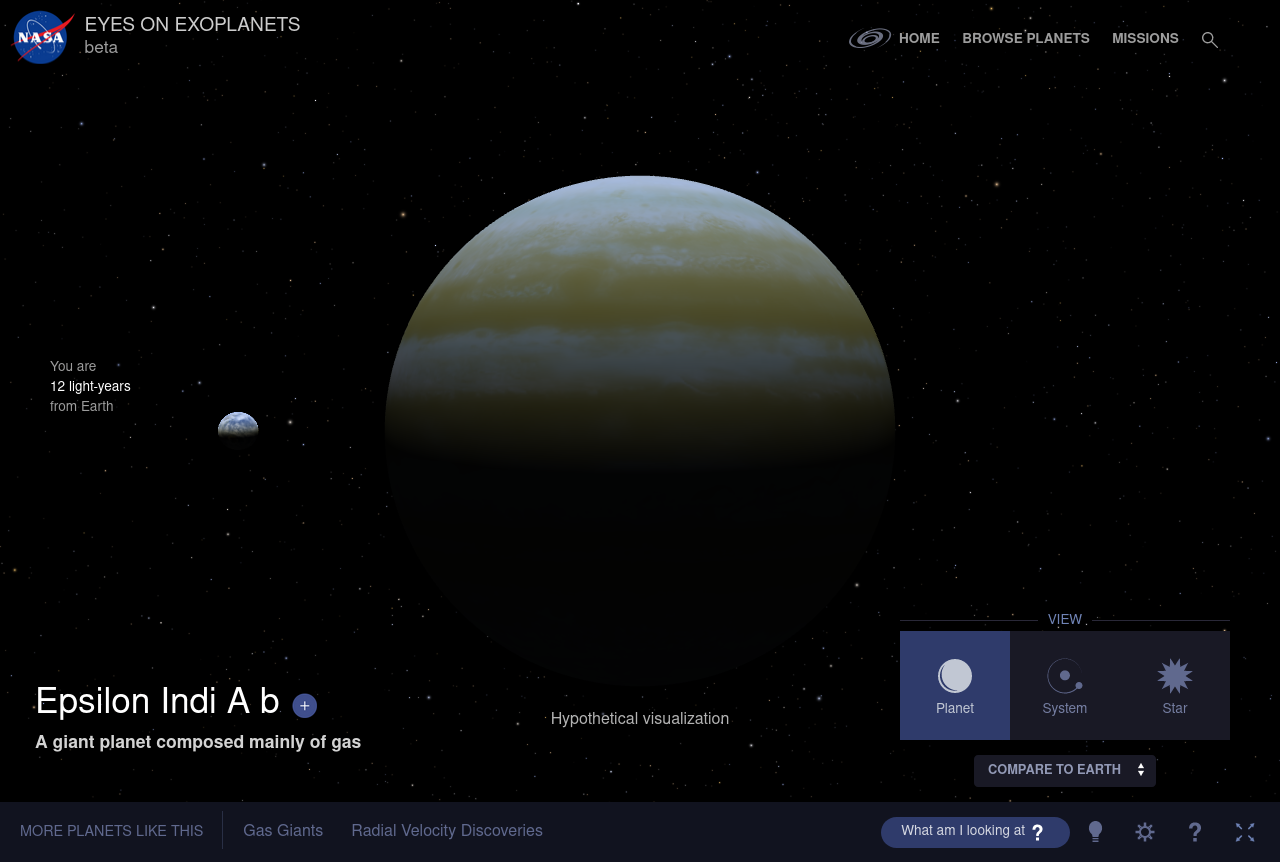 NASA
EYES ON EXOPLANETS
beta
HOME
BROWSE PLANETS
MISSIONS
You are
12 light-years
from Earth
VIEW
Planet
System
Star
Epsilon Indi A b +
A giant planet composed mainly of gas
Hypothetical visualization
COMPARE TO EARTH
MORE PLANETS LIKE THIS
Gas Giants
Radial Velocity Discoveries
What am I looking at ?
?